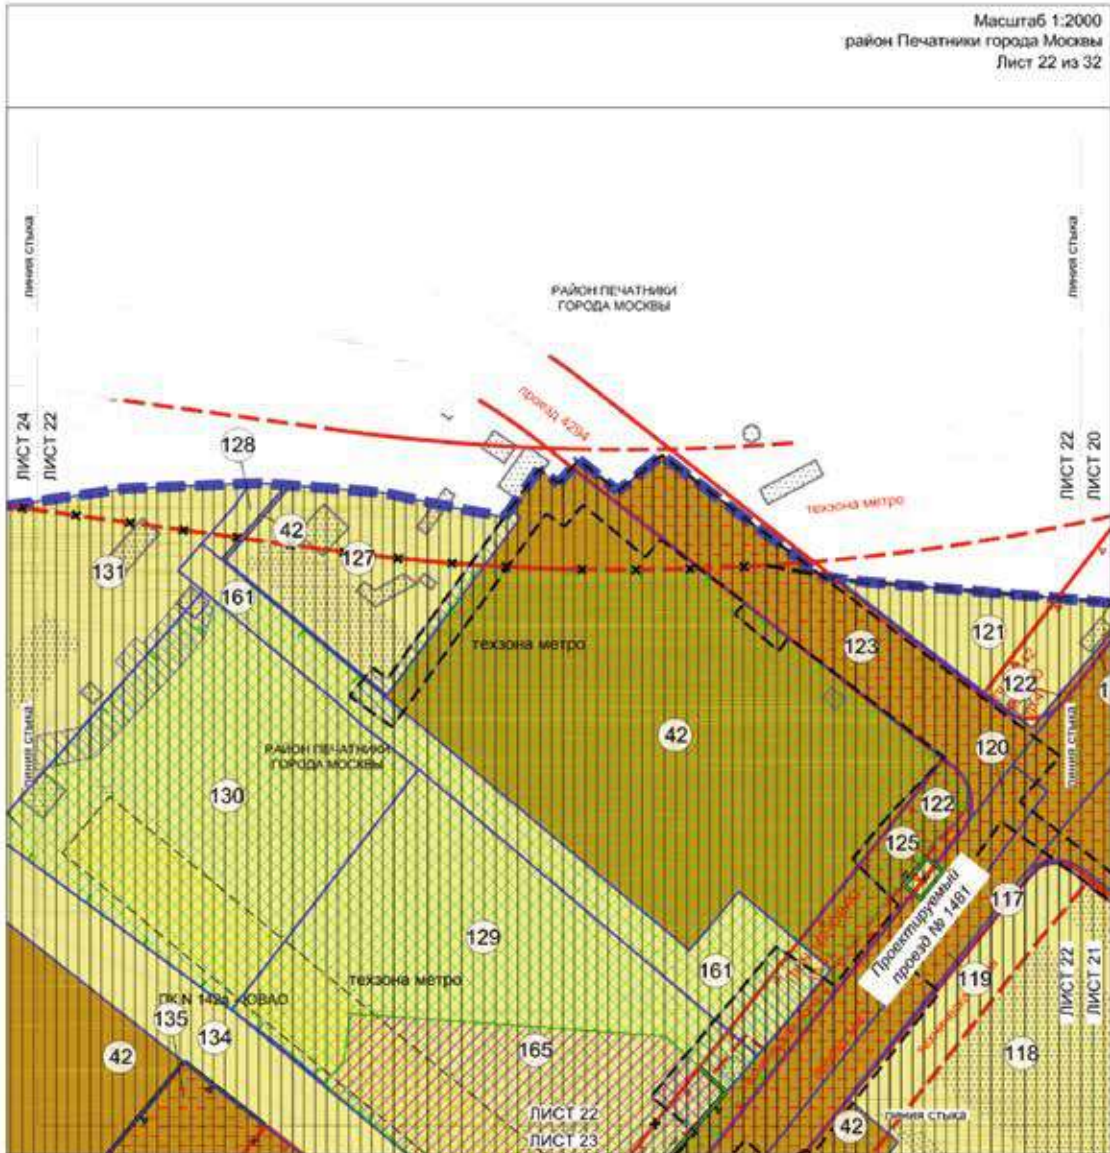 Масштаб 1:2000
район Печатники города Москвы
Лист 22 из 32
линия стыка
линия стыка
РАЙОН ПЕЧАТНИКИ
ГОРОДА МОСКВЫ
проезд 4294
ЛИСТ 24
ЛИСТ 22
ЛИСТ 22
ЛИСТ 20
128
техзона метро
42
127
131
161
121
техзона метро
123
122
42
120
линия стыка
линия стыка
РАЙОН ПЕЧАТНИКИ
ГОРОДА МОСКВЫ
130
122
125
117
Проектируемый
проезд № 1481
129
161
119
ЛИСТ 22
ЛИСТ 21
техзона метро
135
134
42
165
118
ЛИСТ 22
ЛИСТ 23
линия стыка
42